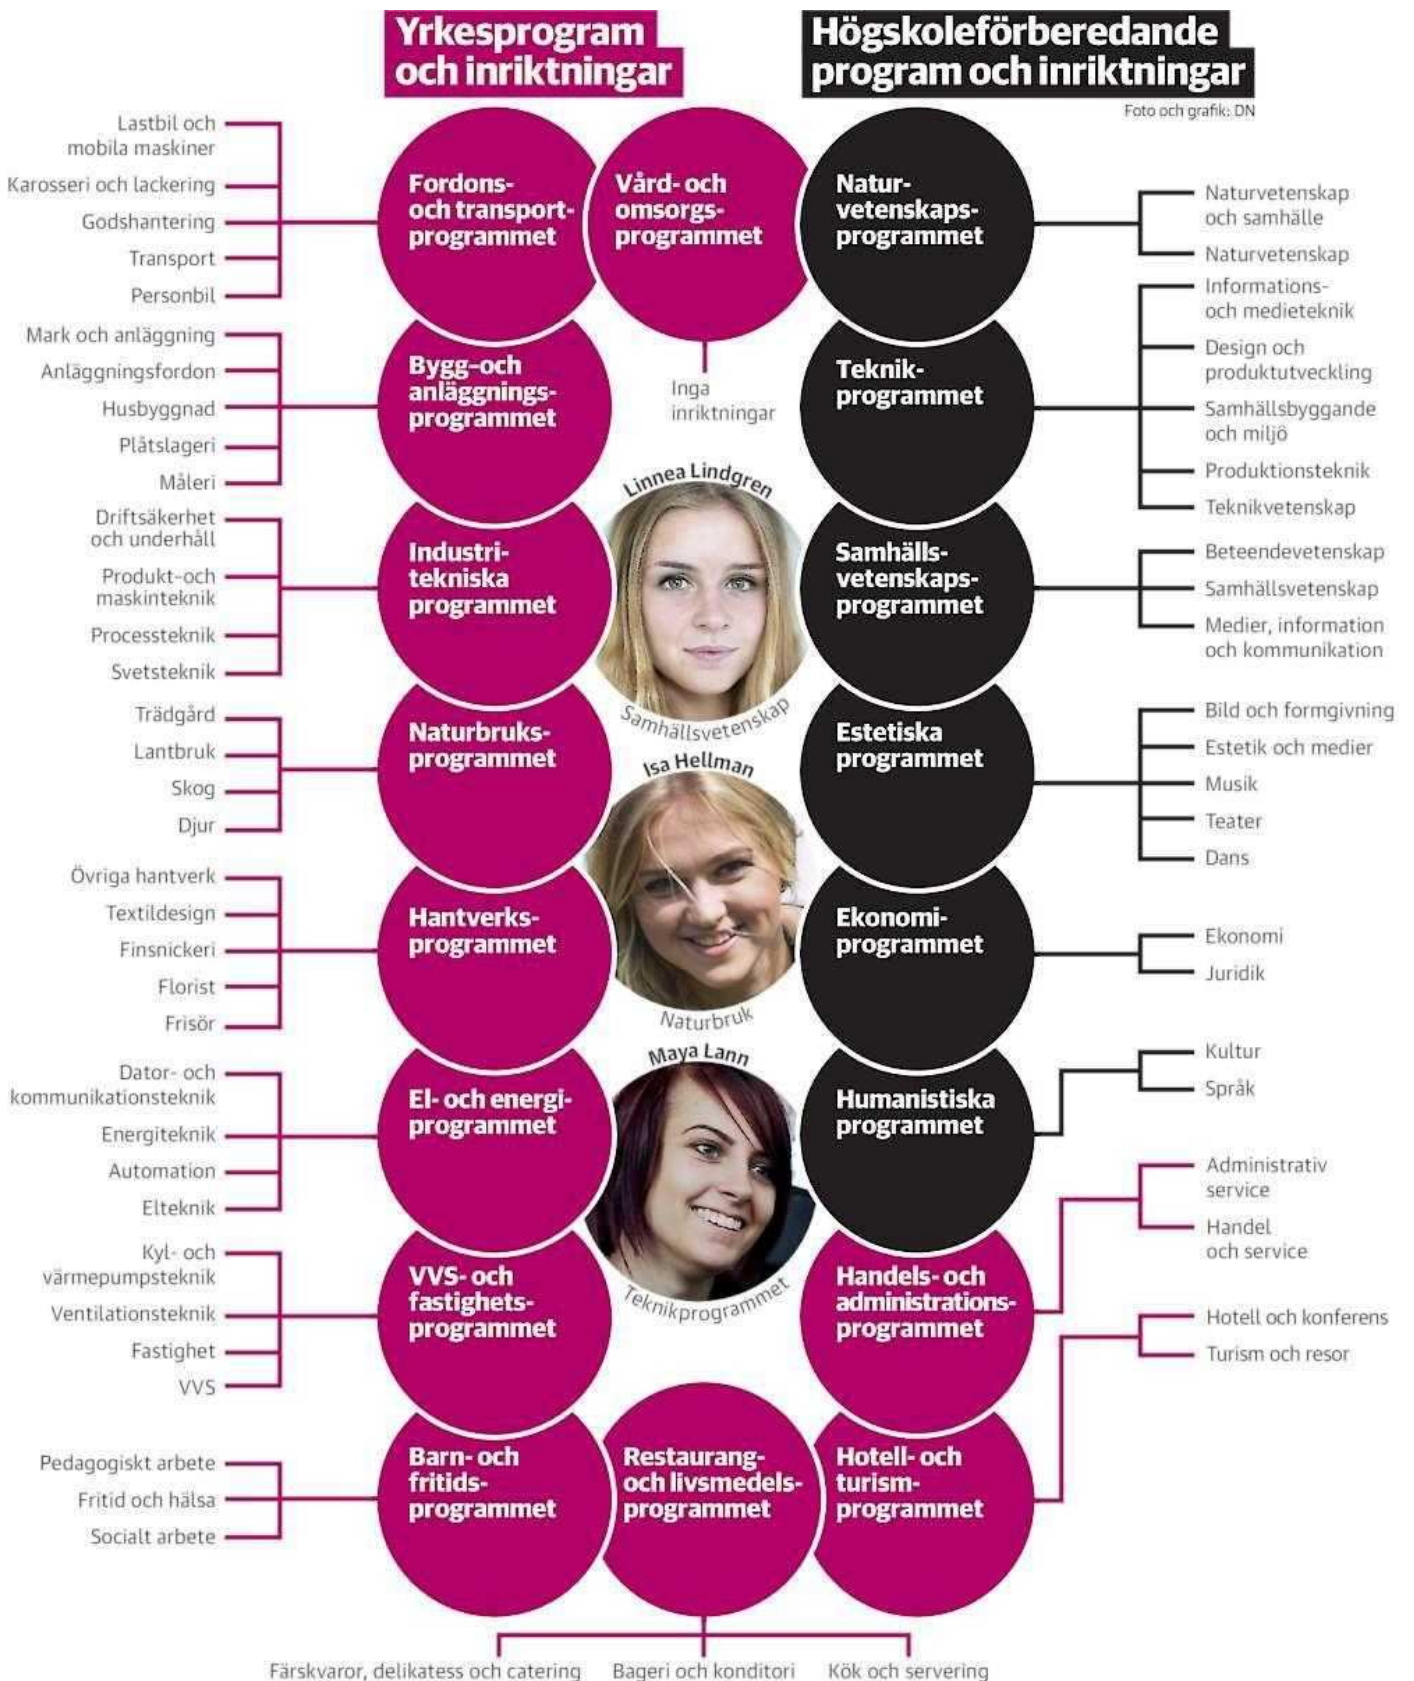 Yrkesprogram
och inriktningar
Högskoleförberedande
program och inriktningar
Foto och grafik: DN
Lastbil och
mobila maskiner
Karosseri och lackering
Godshantering
Transport
Personbil
Fordons-
och transport-
programmet
Vård- och
omsorgs-
programmet
Inga
inriktningar
Natur-
vetenskaps-
programmet
Naturvetenskap
och samhälle
Naturvetenskap
Mark och anläggning
Anläggningsfordon
Husbyggnad
Plåtslageri
Måleri
Bygg-och
anläggnings-
programmet
Teknik-
programmet
Informations-
och medieteknik
Design och
produktutveckling
Samhällsbyggande
och miljö
Produktionsteknik
Teknikvetenskap
Driftsäkerhet
och underhåll
Produkt-och
maskinteknik
Processteknik
Svetsteknik
Industri-
tekniska
programmet
Linnea Lindgren
Samhällsvetenskap
Samhälls-
vetenskaps-
programmet
Beteendevetenskap
Samhällsvetenskap
Medier, information
och kommunikation
Trädgård
Lantbruk
Skog
Djur
Naturbruks-
programmet
Isa Hellman
Naturbruk
Estetiska
programmet
Bild och formgivning
Estetik och medier
Musik
Teater
Dans
Övriga hantverk
Textildesign
Finsnickeri
Florist
Frisör
Hantverks-
programmet
Ekonomi-
programmet
Ekonomi
Juridik
Dator- och
kommunikationsteknik
Energiteknik
Automation
Elteknik
El- och energi-
programmet
Maya Lann
Teknikprogrammet
Humanistiska
programmet
Kultur
Språk
Kyl- och
värmepumpsteknik
Ventilationsteknik
Fastighet
VVS
VVS- och
fastighets-
programmet
Handels- och
administrations-
programmet
Administrativ
service
Handel
och service
Pedagogiskt arbete
Fritid och hälsa
Socialt arbete
Barn- och
fritids-
programmet
Restaurang-
och livsmedels-
programmet
Hotell- och
turism-
programmet
Hotell och konferens
Turism och resor
Färskvaror, delikatess och catering
Bageri och konditori
Kök och servering